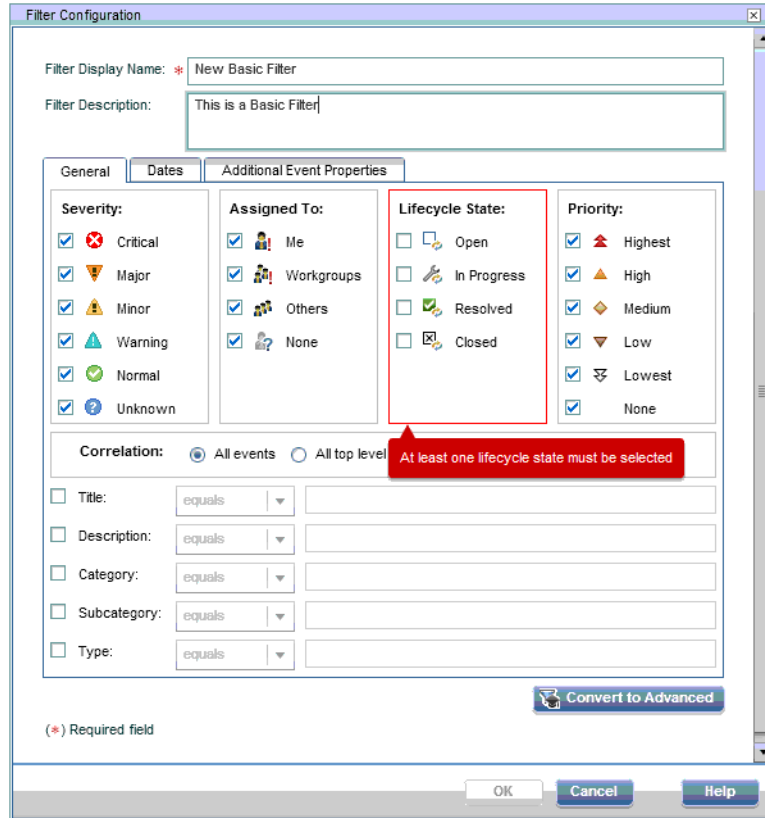 Filter Configuration
Filter Display Name: * New Basic Filter
Filter Description: This is a Basic Filter
General Dates Additional Event Properties
Severity: Assigned To: Lifecycle State: Priority:
Critical Me Open Highest
Major Workgroups In Progress High
Minor Others Resolved Medium
Warning None Closed Low
Normal Lowest
Unknown None
Correlation: All events All top level
At least one lifecycle state must be selected
Title: equals
Description: equals
Category: equals
Subcategory: equals
Type: equals
Convert to Advanced
(*) Required field
OK Cancel Help